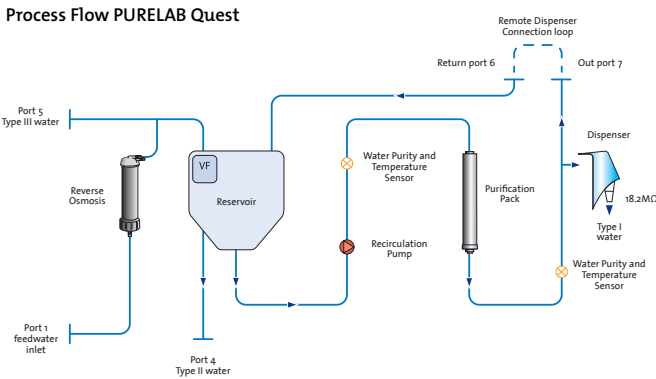 Process Flow PURELAB Quest
Remote Dispenser
Connection loop
Return port 6
Out port 7
Port 5
Type III water
Dispenser
VF
Water Purity and
Temperature
Sensor
Reverse
Osmosis
Reservoir
Purification
Pack
18.2MΩ
Type I
water
Recirculation
Pump
Water Purity and
Temperature
Sensor
Port 1
feedwater
inlet
Port 4
Type II water